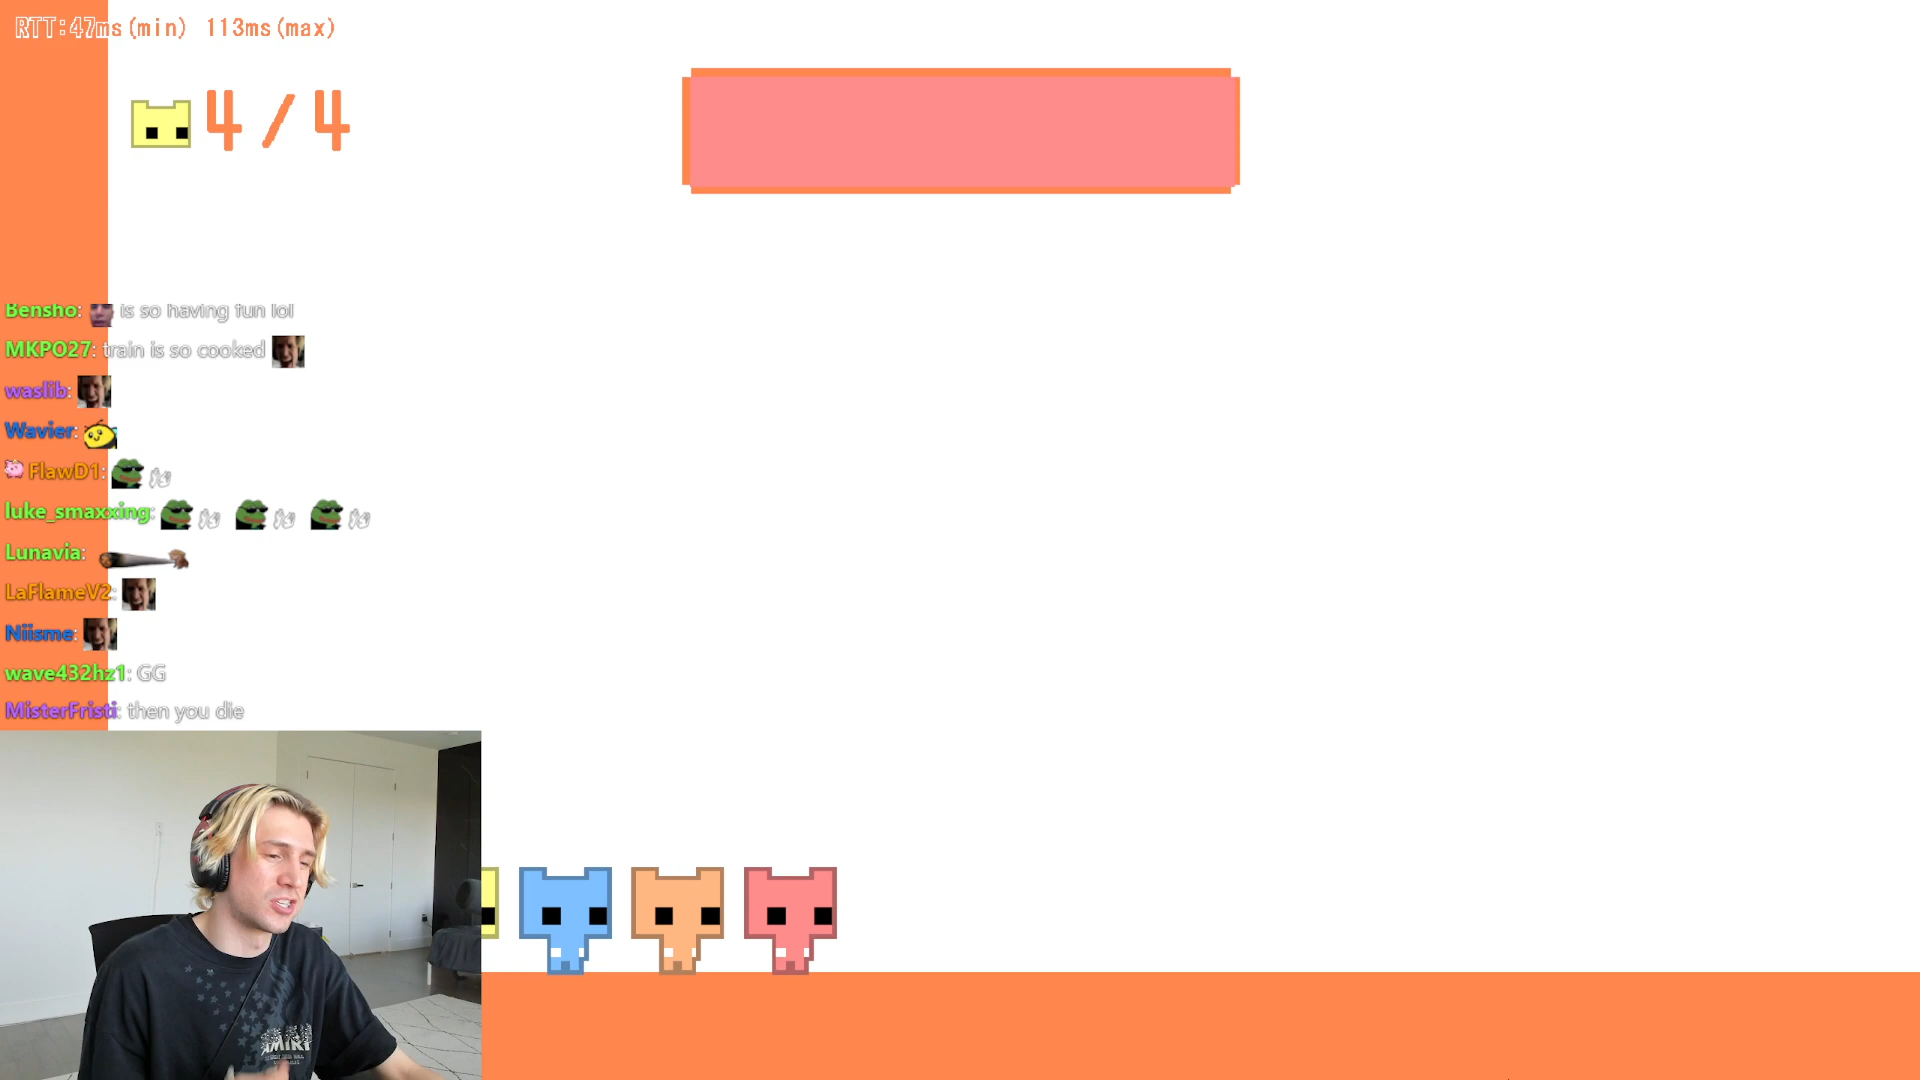 RTT:47ms(min) 113ms(max)
4/4
Bensho: is so having fun lol
MKPO27: train is so cooked
waslib:
Wavier:
FlawD1:
luke_smaxxing:
Lunavia:
LaFlameV2:
Niisme:
wave432hz1: GG
MisterFristi: then you die
AMIRI